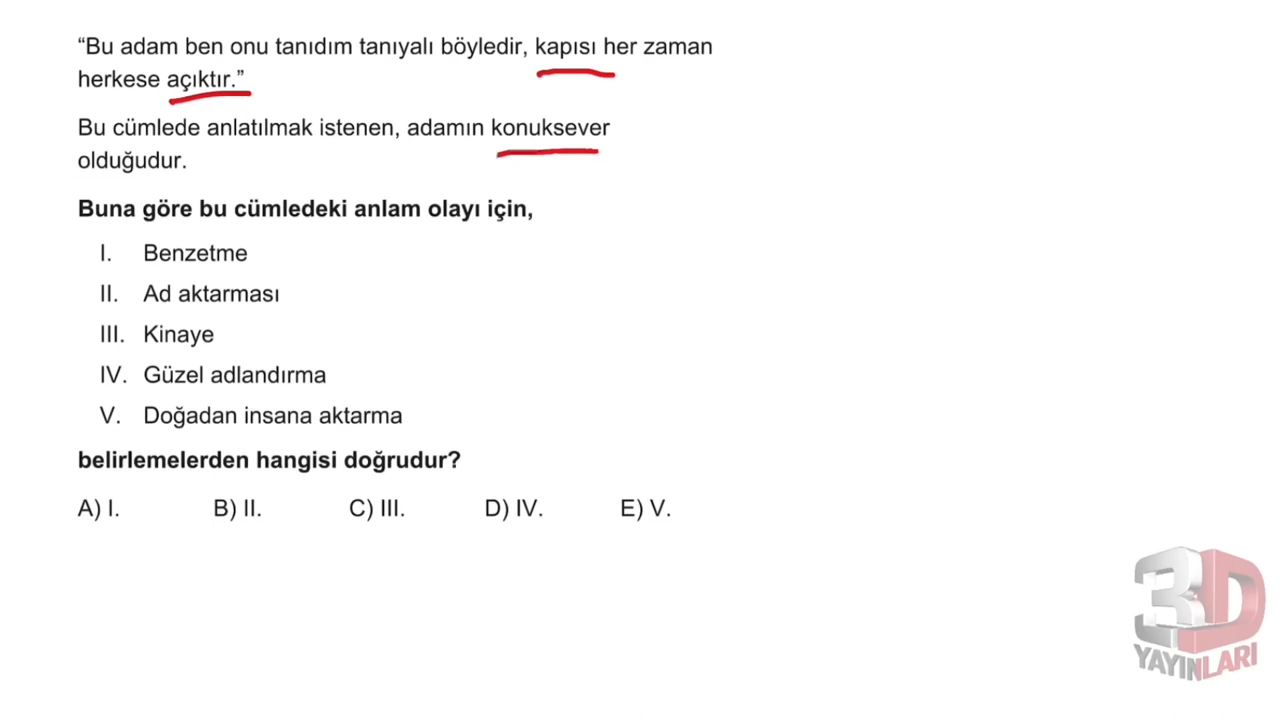 “Bu adam ben onu tanıdım tanıyalı böyledir, kapısı her zaman
herkese açıktır.”
Bu cümlede anlatılmak istenen, adamın konuksever
olduğudur.
Buna göre bu cümledeki anlam olayı için,
I. Benzetme
II. Ad aktarması
III. Kinaye
IV. Güzel adlandırma
V. Doğadan insana aktarma
belirlemelerden hangisi doğrudur?
A) I. B) II. C) III. D) IV. E) V.
3D
YAYINLARI